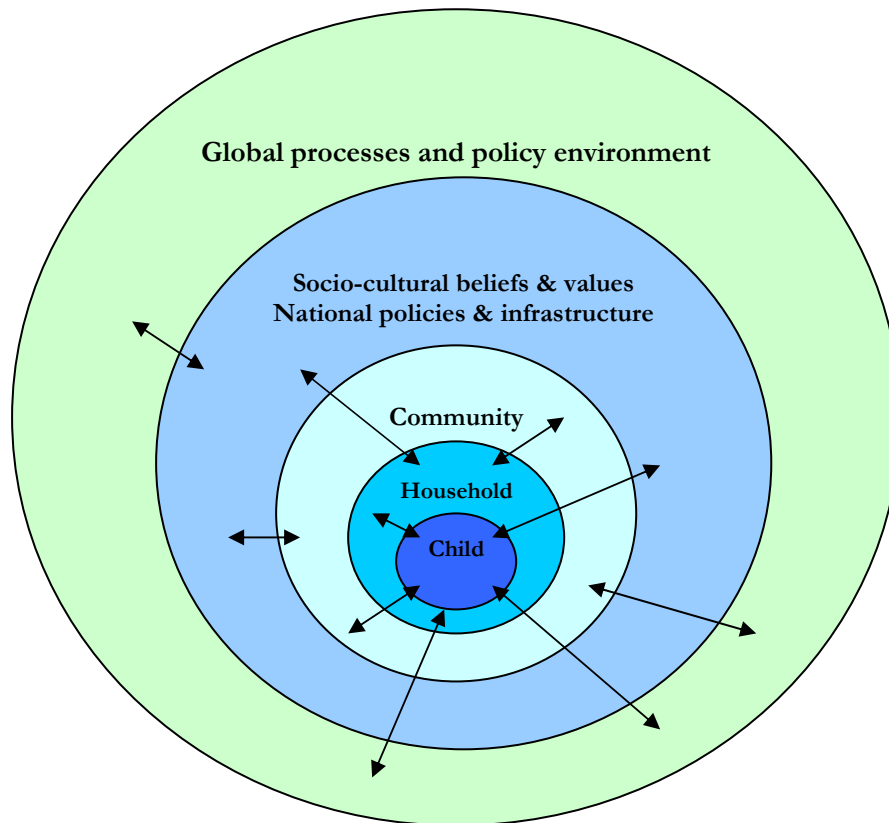 Global processes and policy environment
Socio-cultural beliefs & values
National policies & infrastructure
Community
Household
Child